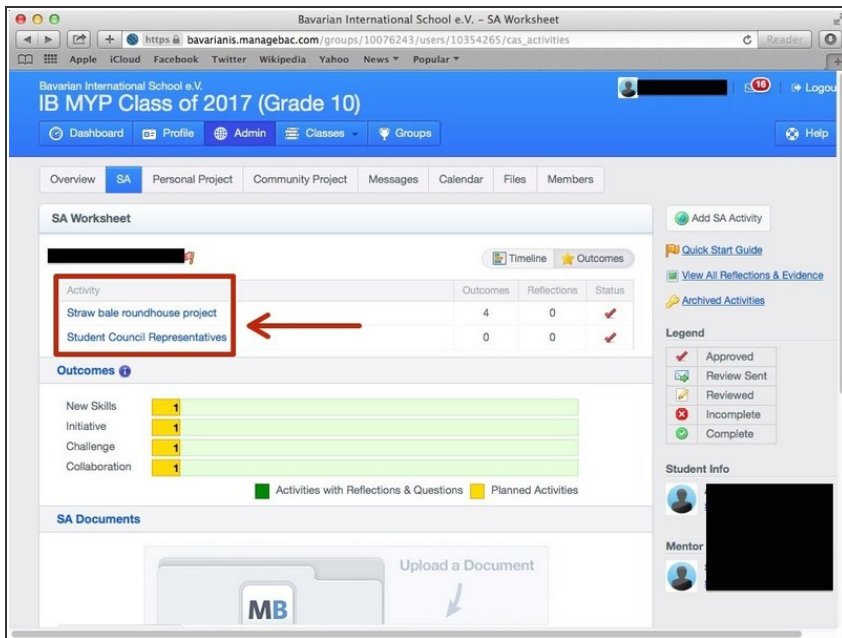 Bavarian International School e.V. – SA Worksheet
https bavarianis.managebac.com/groups/10076243/users/10354265/cas_activities
Reader
Apple iCloud Facebook Twitter Wikipedia Yahoo News Popular
Bavarian International School e.V.
IB MYP Class of 2017 (Grade 10)
16
Logou
Dashboard Profile Admin Classes Groups Help
Overview SA Personal Project Community Project Messages Calendar Files Members
SA Worksheet
Add SA Activity
Timeline Outcomes
Quick Start Guide
View All Reflections & Evidence
Archived Activities
Activity Outcomes Reflections Status
Straw bale roundhouse project 4 0
Student Council Representatives 0 0
Legend
Approved
Review Sent
Reviewed
Incomplete
Complete
Outcomes
New Skills 1
Initiative 1
Challenge 1
Collaboration 1
Activities with Reflections & Questions Planned Activities
Student Info
Mentor
SA Documents
Upload a Document
MB